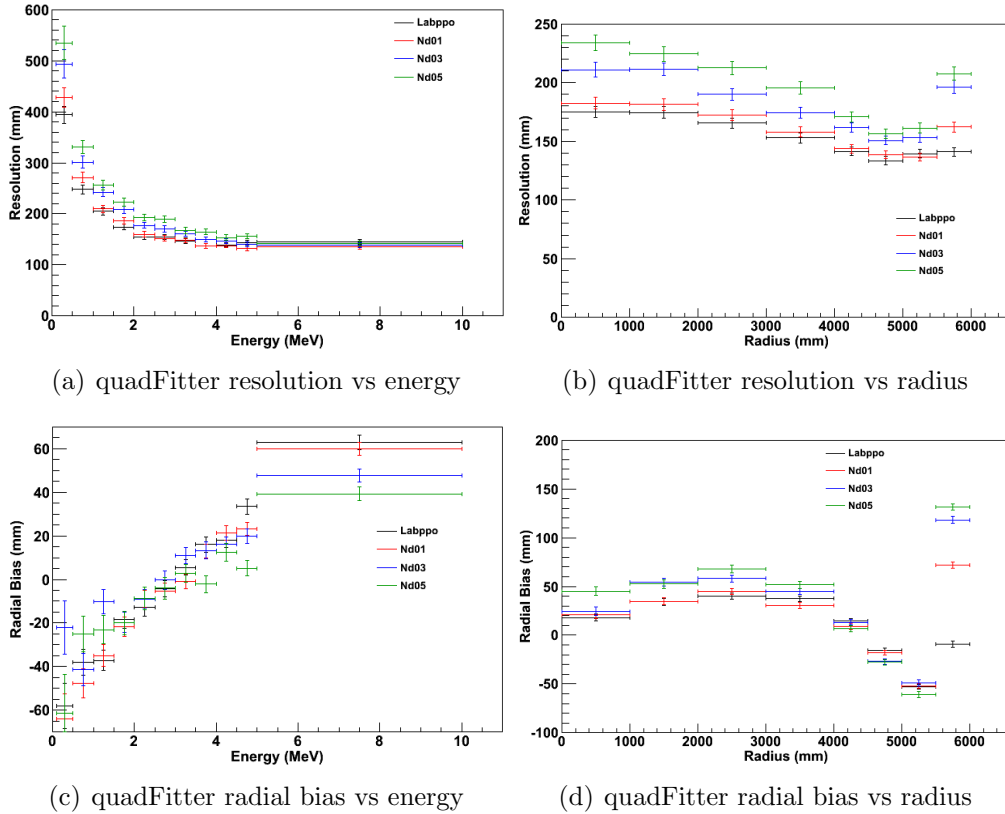 600
500
400
300
200
100
0
Resolution (mm)
0 2 4 6 8 10
Energy (MeV)
Labppo
Nd01
Nd03
Nd05
(a) quadFitter resolution vs energy
250
200
150
100
50
0
Resolution (mm)
0 1000 2000 3000 4000 5000 6000
Radius (mm)
Labppo
Nd01
Nd03
Nd05
(b) quadFitter resolution vs radius
60
40
20
0
-20
-40
-60
Radial Bias (mm)
0 2 4 6 8 10
Energy (MeV)
Labppo
Nd01
Nd03
Nd05
(c) quadFitter radial bias vs energy
200
150
100
50
0
-50
-100
Radial Bias (mm)
0 1000 2000 3000 4000 5000 6000
Radius (mm)
Labppo
Nd01
Nd03
Nd05
(d) quadFitter radial bias vs radius